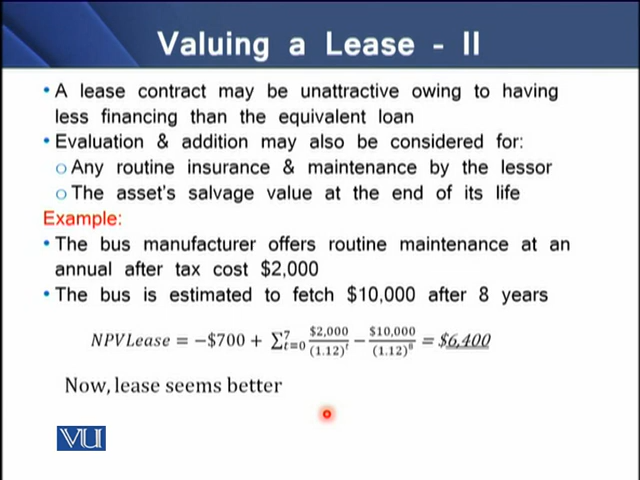 Valuing a Lease - II
• A lease contract may be unattractive owing to having
less financing than the equivalent loan
• Evaluation & addition may also be considered for:
o Any routine insurance & maintenance by the lessor
o The asset's salvage value at the end of its life
Example:
• The bus manufacturer offers routine maintenance at an
annual after tax cost $2,000
• The bus is estimated to fetch $10,000 after 8 years
NPVLease = −$700 + Σ⁷ₜ₌₀ $2,000/(1.12)ᵗ − $10,000/(1.12)⁸ = $6,400
Now, lease seems better
VU